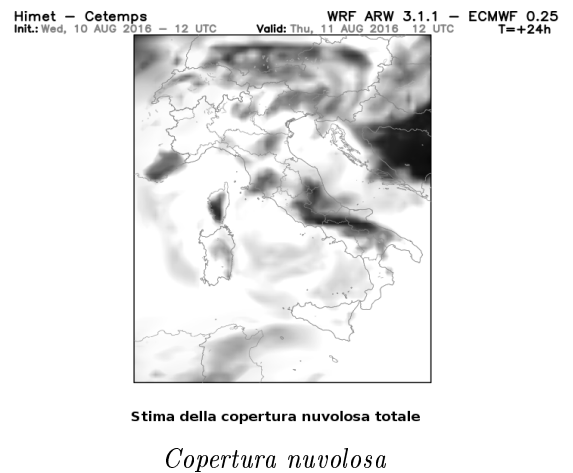 Himet – Cetemps WRF ARW 3.1.1 – ECMWF 0.25
Init.: Wed, 10 AUG 2016 – 12 UTC Valid: Thu, 11 AUG 2016 12 UTC T=+24h
Stima della copertura nuvolosa totale
Copertura nuvolosa